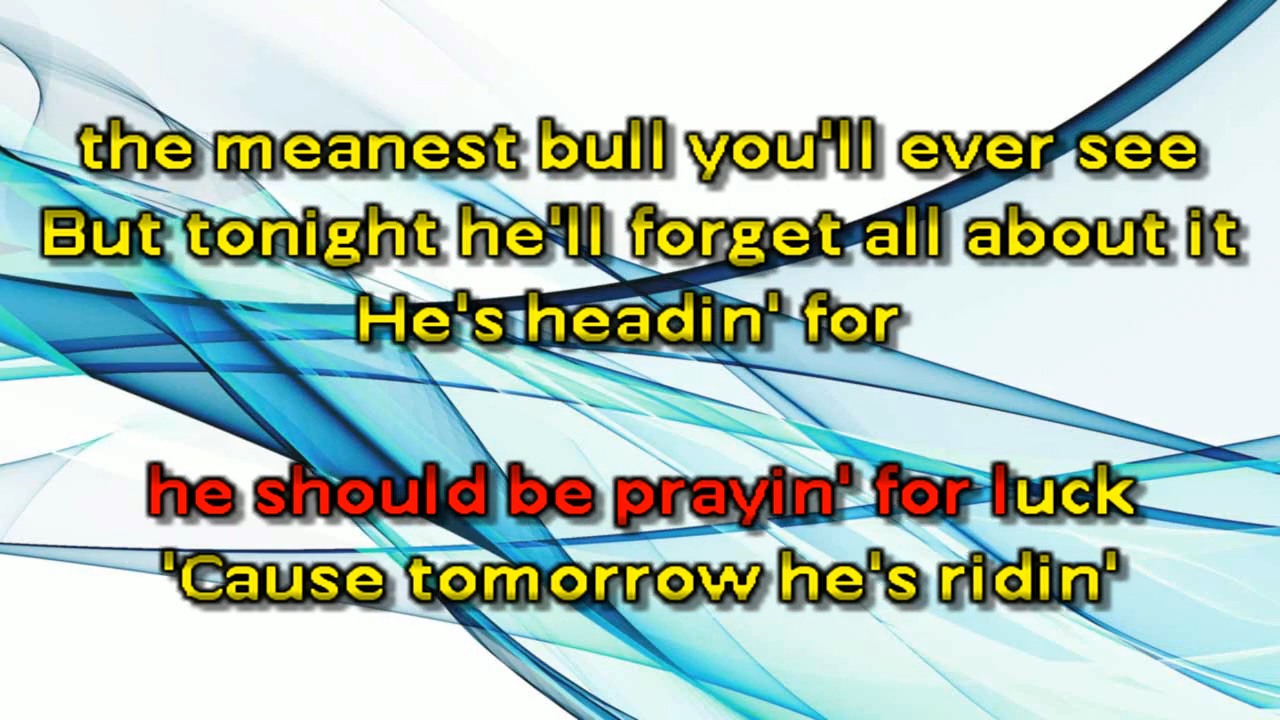 the meanest bull you'll ever see
But tonight he'll forget all about it
He's headin' for
he should be prayin' for luck
'Cause tomorrow he's ridin'